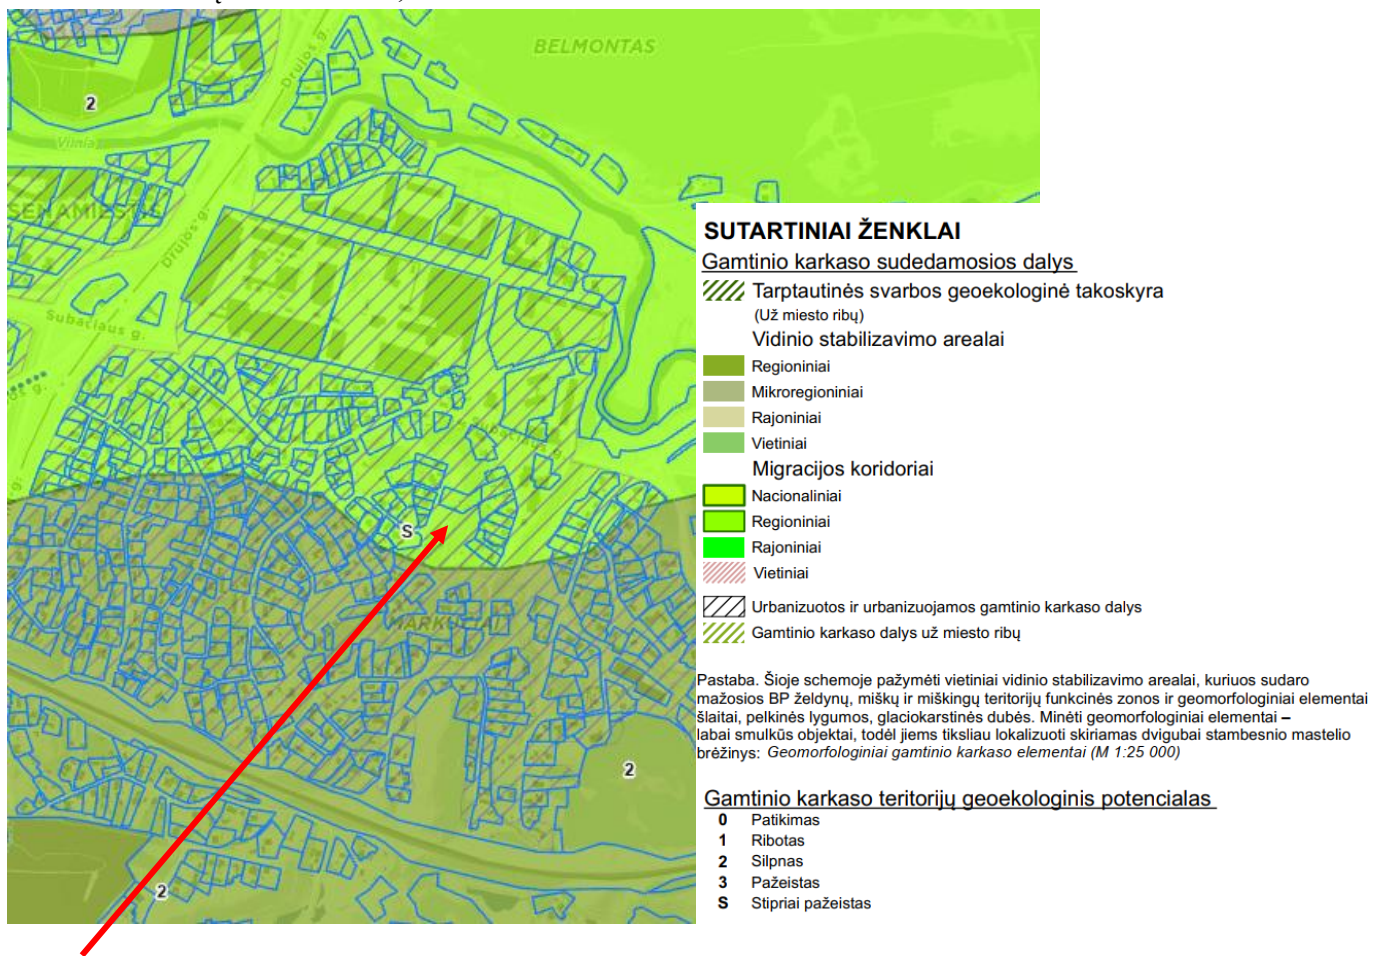 BELMONTAS
Drujos g.
2
Vilnia
SENAMIESTIS
Drujos g.
Subačiaus g.
Subačiaus g.
S
MARKUČIAI
2
2
SUTARTINIAI ŽENKLAI
Gamtinio karkaso sudedamosios dalys
Tarptautinės svarbos geoekologinė takoskyra
(Už miesto ribų)
Vidinio stabilizavimo arealai
Regioniniai
Mikroregioniniai
Rajoniniai
Vietiniai
Migracijos koridoriai
Nacionaliniai
Regioniniai
Rajoniniai
Vietiniai
Urbanizuotos ir urbanizuojamos gamtinio karkaso dalys
Gamtinio karkaso dalys už miesto ribų
Pastaba. Šioje schemoje pažymėti vietiniai vidinio stabilizavimo arealai, kuriuos sudaro
mažosios BP želdynų, miškų ir miškingų teritorijų funkcinės zonos ir geomorfologiniai elementai
šlaitai, pelkinės lygumos, glaciokarstinės dubės. Minėti geomorfologiniai elementai –
labai smulkūs objektai, todėl jiems tiksliau lokalizuoti skiriamas dvigubai stambesnio mastelio
brėžinys: Geomorfologiniai gamtinio karkaso elementai (M 1:25 000)
Gamtinio karkaso teritorijų geoekologinis potencialas
0 Patikimas
1 Ribotas
2 Silpnas
3 Pažeistas
S Stipriai pažeistas